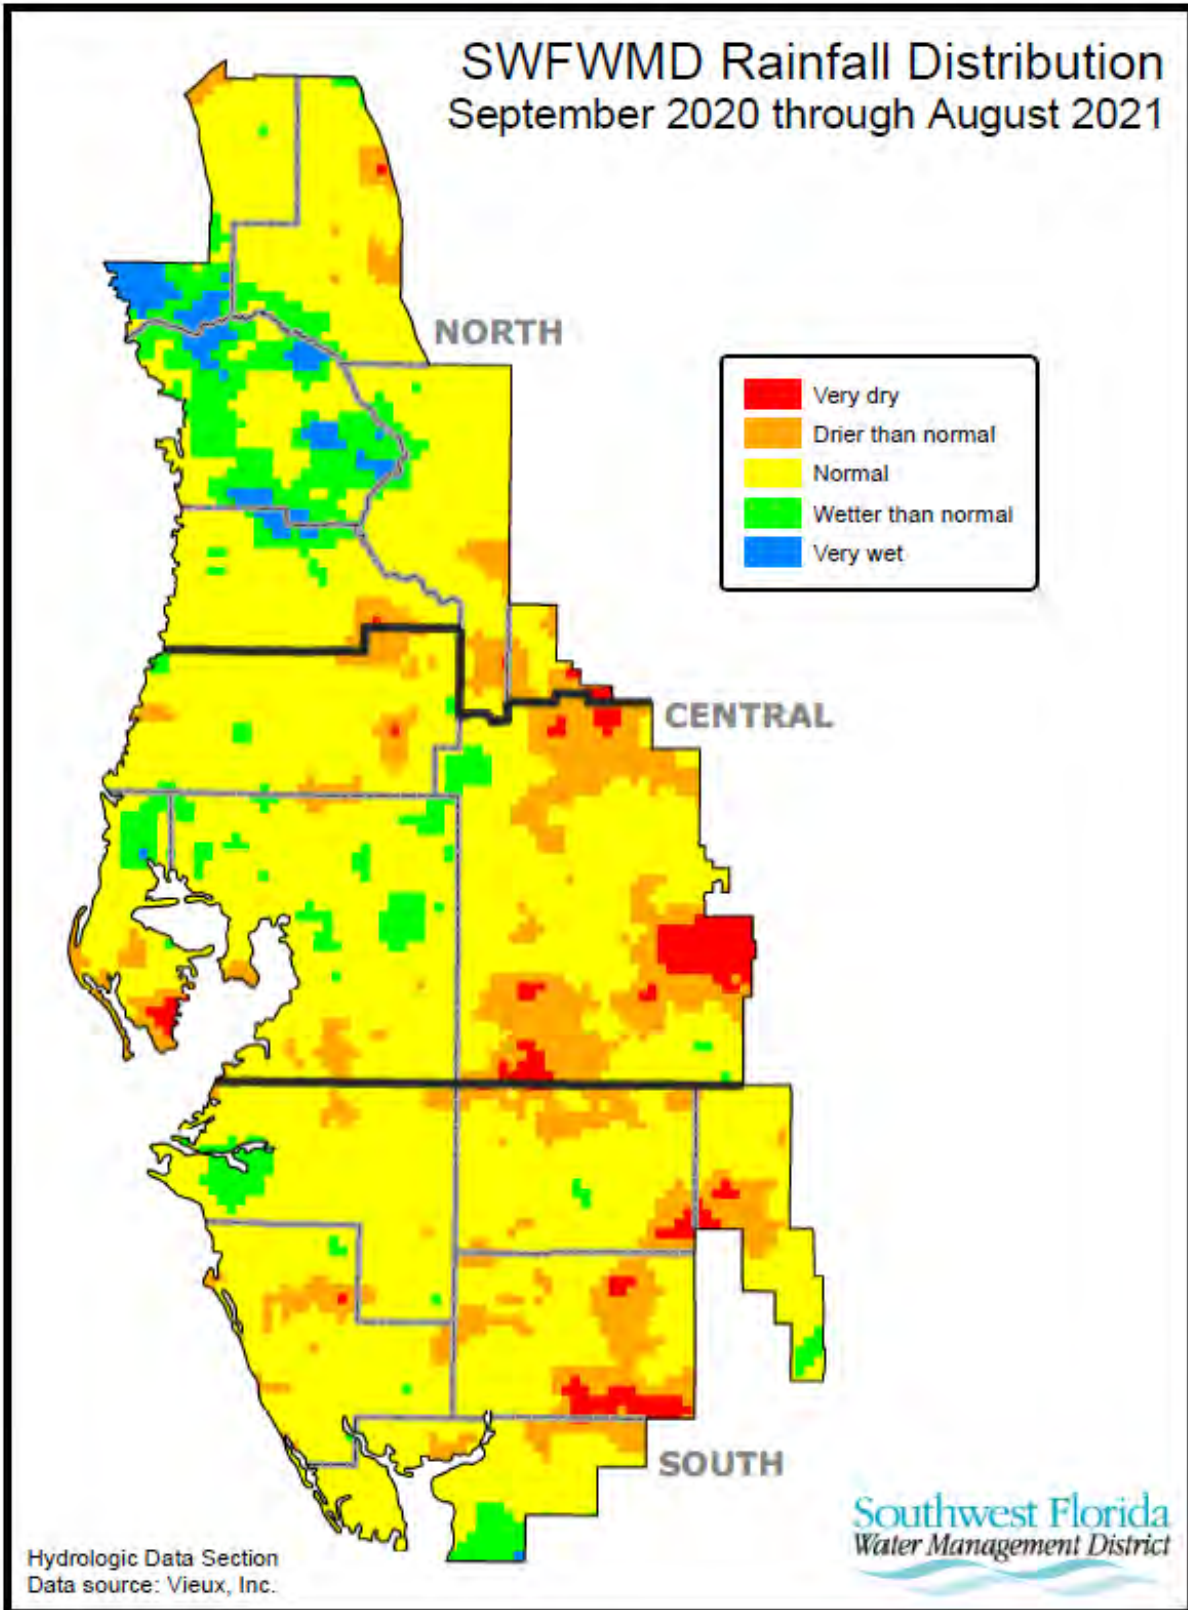 SWFWMD Rainfall Distribution
September 2020 through August 2021
NORTH
Very dry
Drier than normal
Normal
Wetter than normal
Very wet
CENTRAL
SOUTH
Southwest Florida
Water Management District
Hydrologic Data Section
Data source: Vieux, Inc.